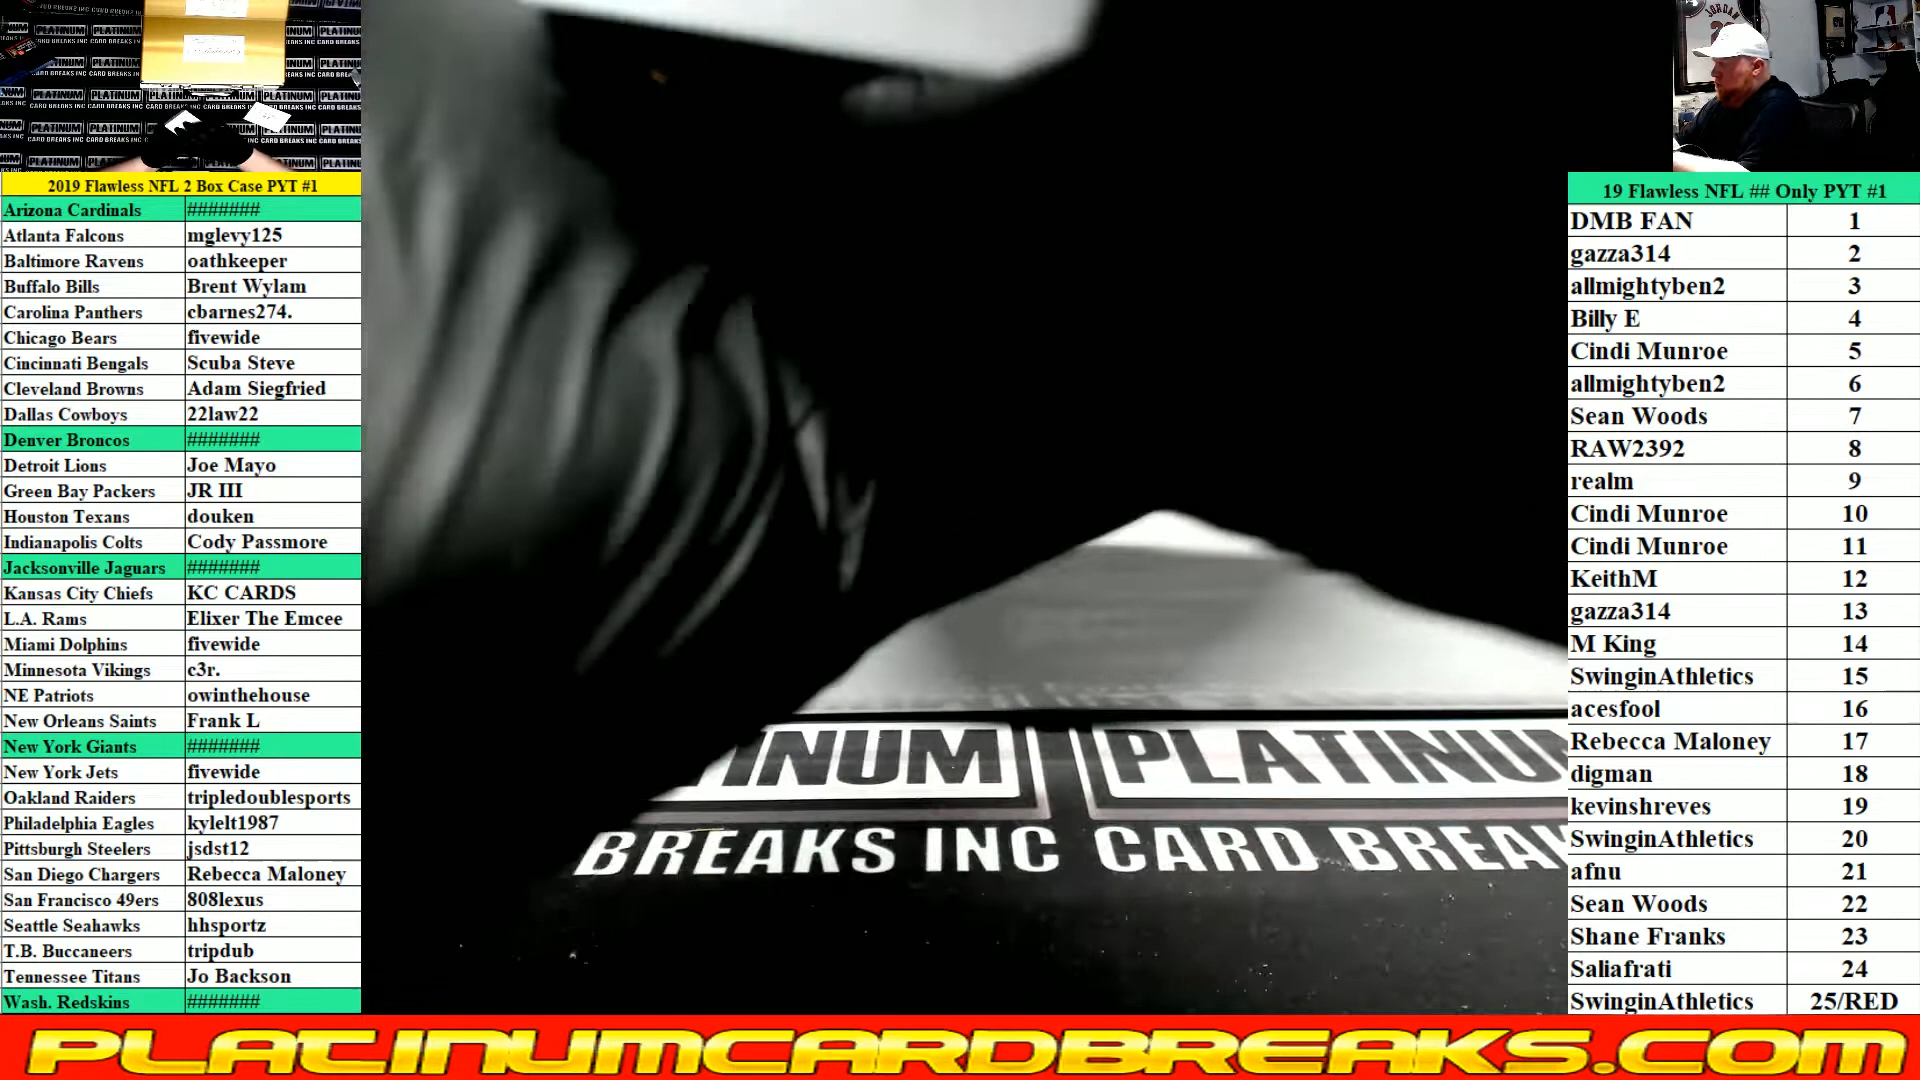 2019 Flawless NFL 2 Box Case PYT #1
Arizona Cardinals #######
Atlanta Falcons mglevy125
Baltimore Ravens oathkeeper
Buffalo Bills Brent Wylam
Carolina Panthers cbarnes274.
Chicago Bears fivewide
Cincinnati Bengals Scuba Steve
Cleveland Browns Adam Siegfried
Dallas Cowboys 22law22
Denver Broncos #######
Detroit Lions Joe Mayo
Green Bay Packers JR III
Houston Texans douken
Indianapolis Colts Cody Passmore
Jacksonville Jaguars #######
Kansas City Chiefs KC CARDS
L.A. Rams Elixer The Emcee
Miami Dolphins fivewide
Minnesota Vikings c3r.
NE Patriots owinthehouse
New Orleans Saints Frank L
New York Giants #######
New York Jets fivewide
Oakland Raiders tripledoublesports
Philadelphia Eagles kylelt1987
Pittsburgh Steelers jsdst12
San Diego Chargers Rebecca Maloney
San Francisco 49ers 808lexus
Seattle Seahawks hhsportz
T.B. Buccaneers tripdub
Tennessee Titans Jo Backson
Wash. Redskins #######
INUM PLATINU
BREAKS INC CARD BREAK
JORDAN
19 Flawless NFL ## Only PYT #1
DMB FAN 1
gazza314 2
allmightyben2 3
Billy E 4
Cindi Munroe 5
allmightyben2 6
Sean Woods 7
RAW2392 8
realm 9
Cindi Munroe 10
Cindi Munroe 11
KeithM 12
gazza314 13
M King 14
SwinginAthletics 15
acesfool 16
Rebecca Maloney 17
digman 18
kevinshreves 19
SwinginAthletics 20
afnu 21
Sean Woods 22
Shane Franks 23
Saliafrati 24
SwinginAthletics 25/RED
PLATINUMCARDBREAKS.COM